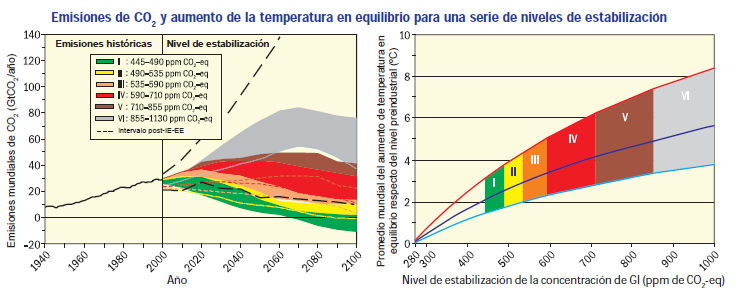 Emisiones de CO2 y aumento de la temperatura en equilibrio para una serie de niveles de estabilización
Emisiones mundiales de CO2 (GtCO2/año)
140
120
100
80
60
40
20
0
-20
Emisiones históricas
Nivel de estabilización
I : 445–490 ppm CO2–eq
II : 490–535 ppm CO2–eq
III : 535–590 ppm CO2–eq
IV : 590–710 ppm CO2–eq
V : 710–855 ppm CO2–eq
VI : 855–1130 ppm CO2–eq
Intervalo post-IE-EE
1940 1960 1980 2000 2020 2040 2060 2080 2100
Año
Promedio mundial del aumento de temperatura en
equilibrio respecto del nivel preindustrial (ºC)
10
8
6
4
2
0
I
II
III
IV
V
VI
280 300 400 500 600 700 800 900 1000
Nivel de estabilización de la concentración de GI (ppm de CO2-eq)